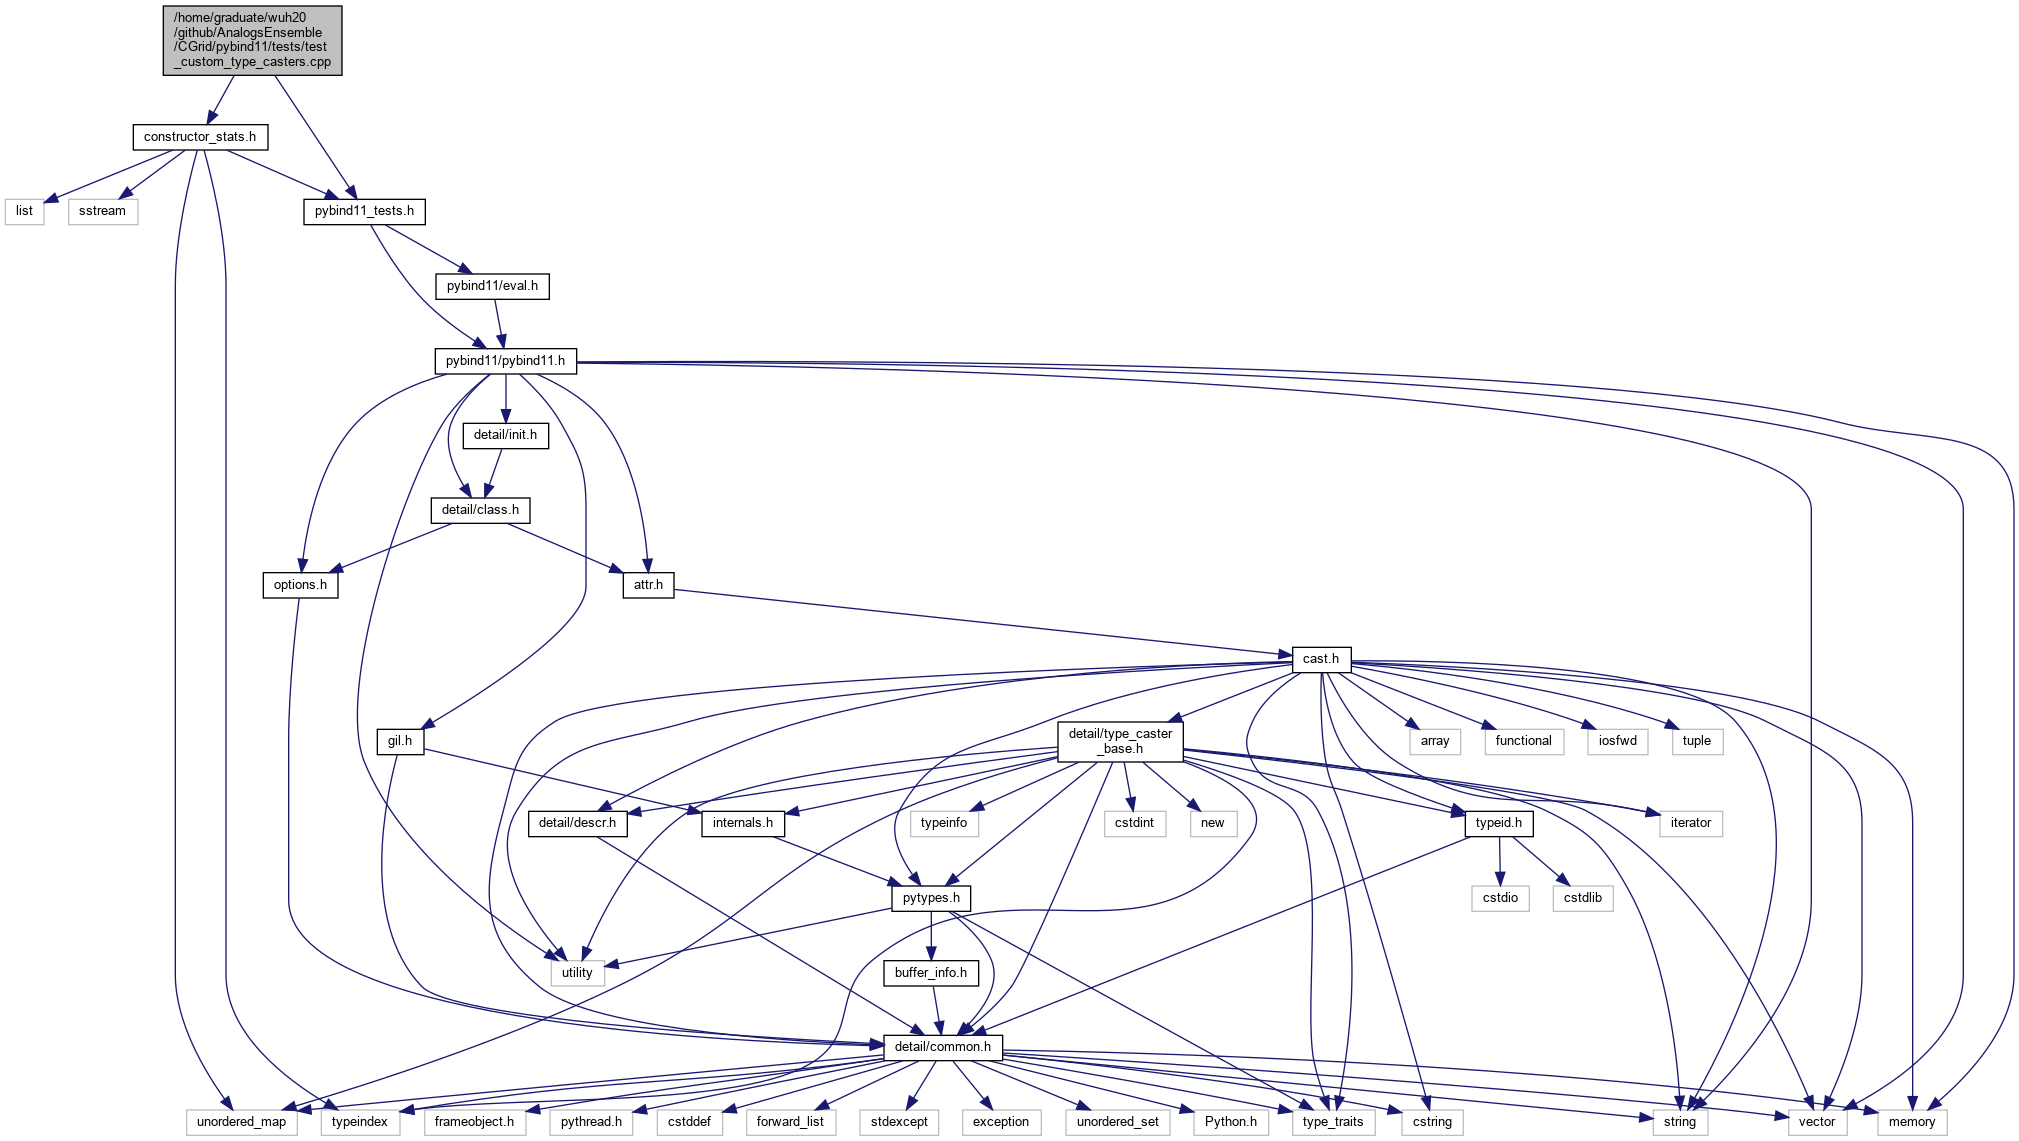 /home/graduate/wuh20
/github/AnalogsEnsemble
/CGrid/pybind11/tests/test
_custom_type_casters.cpp
constructor_stats.h
list
sstream
pybind11_tests.h
pybind11/eval.h
pybind11/pybind11.h
detail/init.h
detail/class.h
options.h
attr.h
cast.h
gil.h
detail/type_caster
_base.h
array
functional
iosfwd
tuple
detail/descr.h
internals.h
typeinfo
cstdint
new
typeid.h
iterator
pytypes.h
cstdio
cstdlib
utility
buffer_info.h
detail/common.h
unordered_map
typeindex
frameobject.h
pythread.h
cstddef
forward_list
stdexcept
exception
unordered_set
Python.h
type_traits
cstring
string
vector
memory